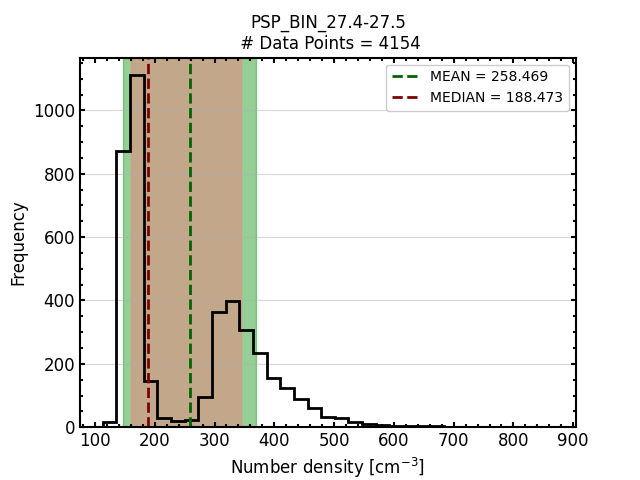 PSP_BIN_27.4-27.5
# Data Points = 4154
MEAN = 258.469
MEDIAN = 188.473
Frequency
1000
800
600
400
200
0
100 200 300 400 500 600 700 800 900
Number density [cm⁻³]